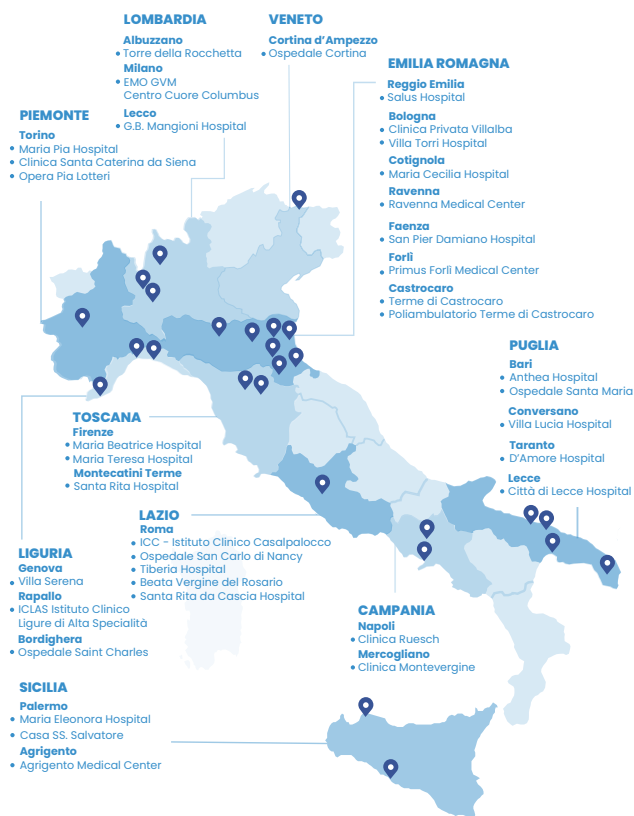 LOMBARDIA
Albuzzano
Torre della Rocchetta
Milano
EMO GVM
Centro Cuore Columbus
Lecco
G.B. Mangioni Hospital
VENETO
Cortina d’Ampezzo
Ospedale Cortina
EMILIA ROMAGNA
Reggio Emilia
Salus Hospital
Bologna
Clinica Privata Villalba
Villa Torri Hospital
Cotignola
Maria Cecilia Hospital
Ravenna
Ravenna Medical Center
Faenza
San Pier Damiano Hospital
Forlì
Primus Forlì Medical Center
Castrocaro
Terme di Castrocaro
Poliambulatorio Terme di Castrocaro
PIEMONTE
Torino
Maria Pia Hospital
Clinica Santa Caterina da Siena
Opera Pia Lotteri
PUGLIA
Bari
Anthea Hospital
Ospedale Santa Maria
Conversano
Villa Lucia Hospital
Taranto
D’Amore Hospital
Lecce
Città di Lecce Hospital
TOSCANA
Firenze
Maria Beatrice Hospital
Maria Teresa Hospital
Montecatini Terme
Santa Rita Hospital
LAZIO
Roma
ICC - Istituto Clinico Casalpalocco
Ospedale San Carlo di Nancy
Tiberia Hospital
Beata Vergine del Rosario
Santa Rita da Cascia Hospital
LIGURIA
Genova
Villa Serena
Rapallo
ICLAS Istituto Clinico
Ligure di Alta Specialità
Bordighera
Ospedale Saint Charles
CAMPANIA
Napoli
Clinica Ruesch
Mercogliano
Clinica Montevergine
SICILIA
Palermo
Maria Eleonora Hospital
Casa SS. Salvatore
Agrigento
Agrigento Medical Center